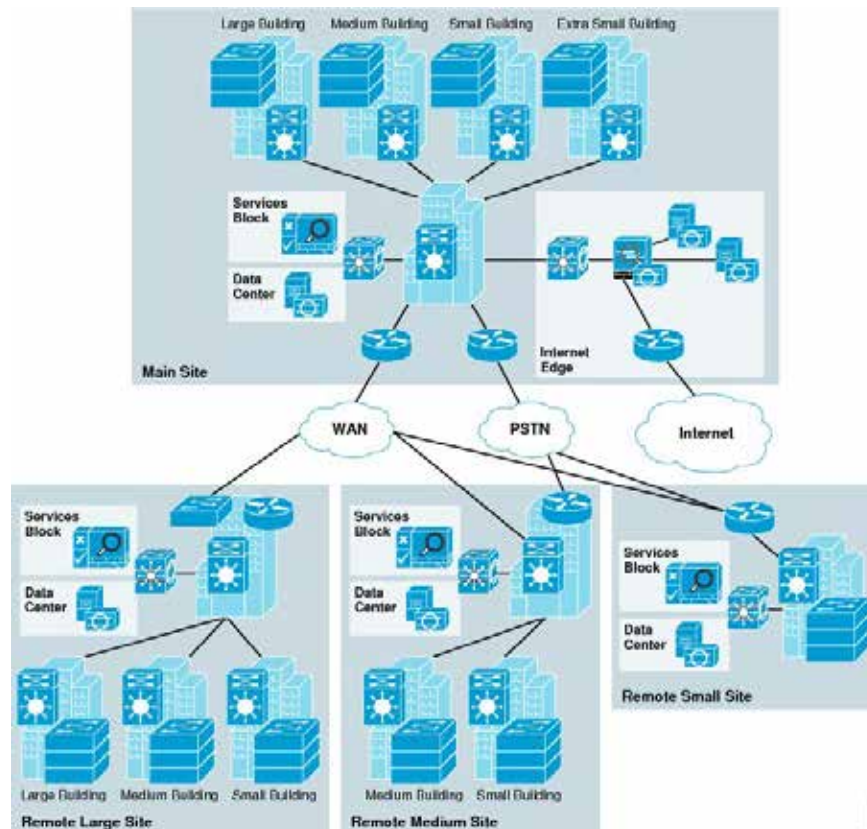 Large Building Medium Building Small Building Extra Small Building
Services
Block
Data
Center
Internet
Edge
Main Site
WAN
PSTN
Internet
Services
Block
Data
Center
Large Building Medium Building Small Building
Remote Large Site
Services
Block
Data
Center
Medium Building Small Building
Remote Medium Site
Services
Block
Data
Center
Remote Small Site